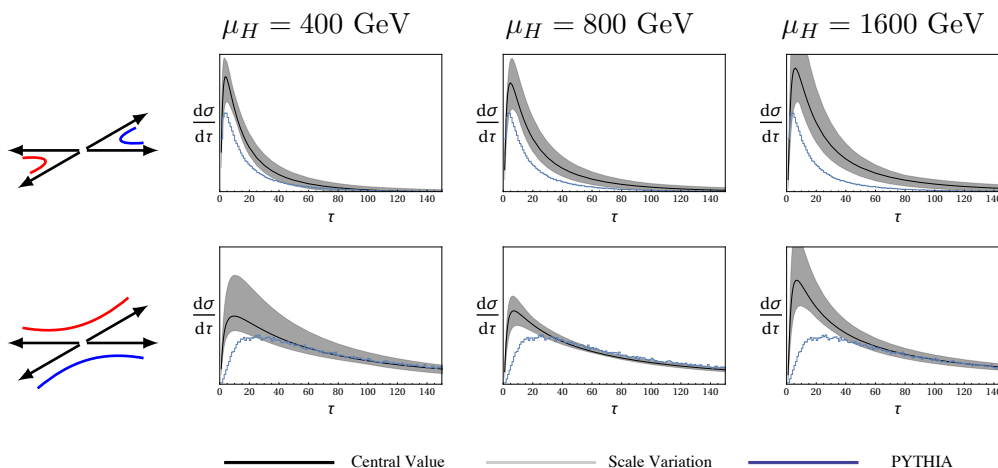 μ_H = 400 GeV μ_H = 800 GeV μ_H = 1600 GeV
dσ/dτ dσ/dτ dσ/dτ
0 20 40 60 80 100 120 140 0 20 40 60 80 100 120 140 0 20 40 60 80 100 120 140
τ τ τ
dσ/dτ dσ/dτ dσ/dτ
0 20 40 60 80 100 120 140 0 20 40 60 80 100 120 140 0 20 40 60 80 100 120 140
τ τ τ
Central Value Scale Variation PYTHIA